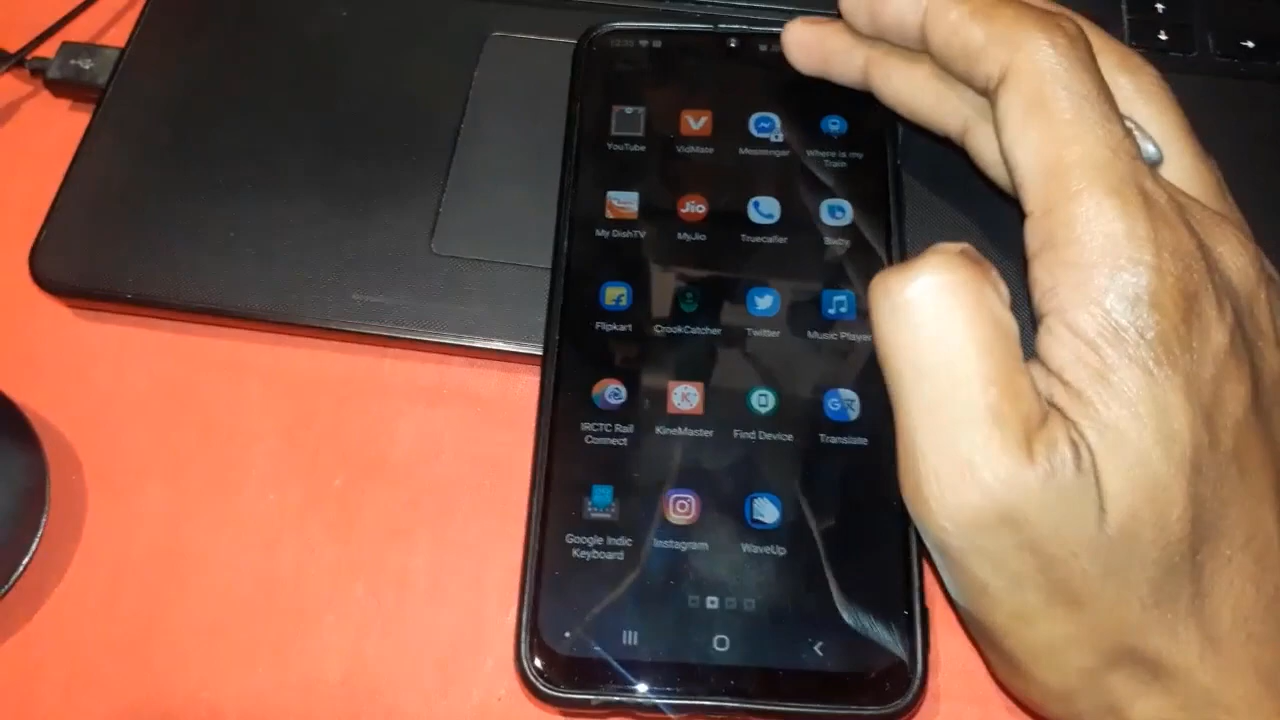 YouTube
VidMate
Messenger
Where is my
Train
My DishTV
Jio
MyJio
Truecaller
Bixby
Flipkart
CrookCatcher
Twitter
Music Player
IRCTC Rail
Connect
K
KineMaster
Find Device
G
Translate
Google Indic
Keyboard
Instagram
WaveUp